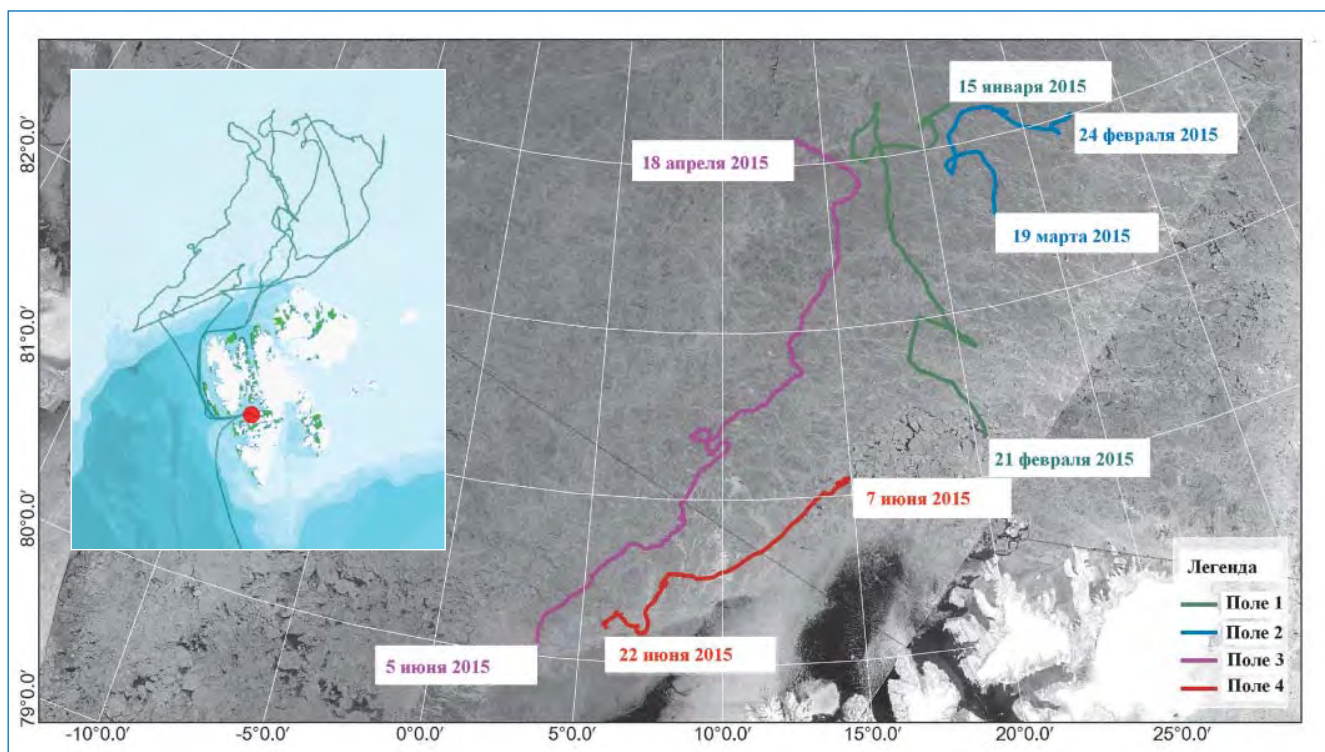 15 января 2015
24 февраля 2015
18 апреля 2015
19 марта 2015
21 февраля 2015
7 июня 2015
22 июня 2015
5 июня 2015
Легенда
Поле 1
Поле 2
Поле 3
Поле 4
82°0.0'
81°0.0'
80°0.0'
79°0.0'
-10°0.0'
-5°0.0'
0°0.0'
5°0.0'
10°0.0'
15°0.0'
20°0.0'
25°0.0'